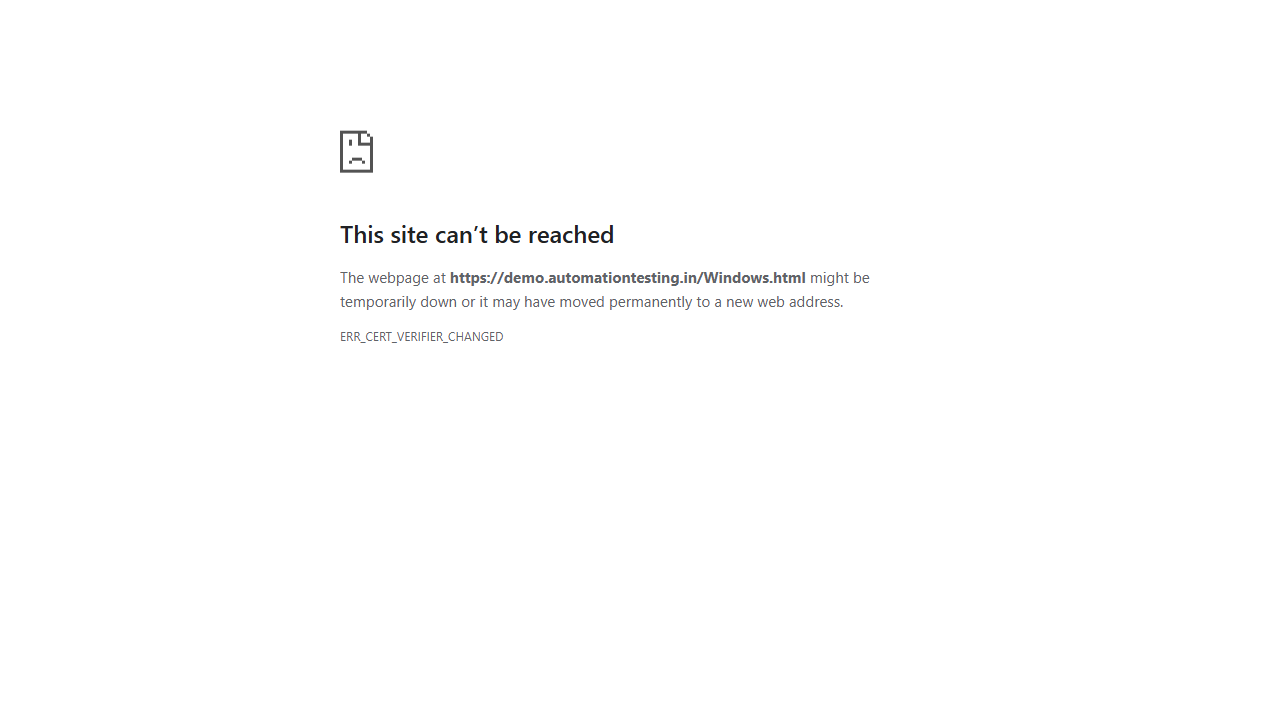 This site can’t be reached
The webpage at https://demo.automationtesting.in/Windows.html might be
temporarily down or it may have moved permanently to a new web address.
ERR_CERT_VERIFIER_CHANGED